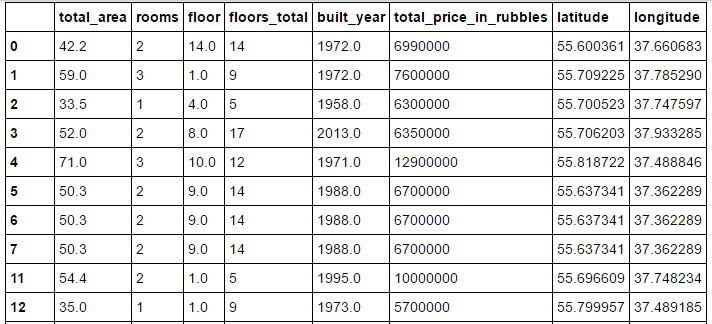 total_area rooms floor floors_total built_year total_price_in_rubbles latitude longitude
0 42.2 2 14.0 14 1972.0 6990000 55.600361 37.660683
1 59.0 3 1.0 9 1972.0 7600000 55.709225 37.785290
2 33.5 1 4.0 5 1958.0 6300000 55.700523 37.747597
3 52.0 2 8.0 17 2013.0 6350000 55.706203 37.933285
4 71.0 3 10.0 12 1971.0 12900000 55.818722 37.488846
5 50.3 2 9.0 14 1988.0 6700000 55.637341 37.362289
6 50.3 2 9.0 14 1988.0 6700000 55.637341 37.362289
7 50.3 2 9.0 14 1988.0 6700000 55.637341 37.362289
11 54.4 2 1.0 5 1995.0 10000000 55.696609 37.748234
12 35.0 1 1.0 9 1973.0 5700000 55.799957 37.489185